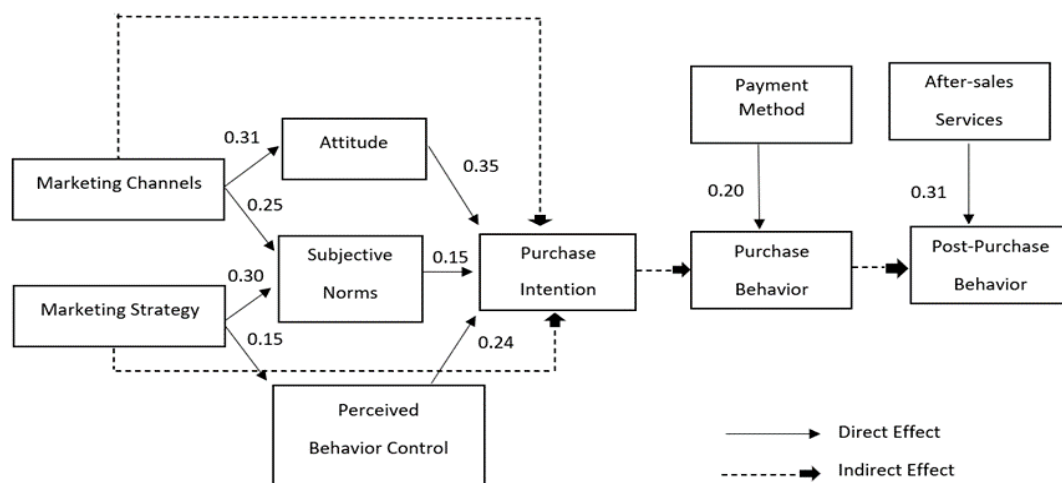 Payment
Method
After-sales
Services
0.31
Attitude
0.35
Marketing Channels
0.25
0.20
0.31
Subjective
Norms
0.15
Purchase
Intention
Purchase
Behavior
Post-Purchase
Behavior
0.30
Marketing Strategy
0.15
0.24
Perceived
Behavior Control
Direct Effect
Indirect Effect